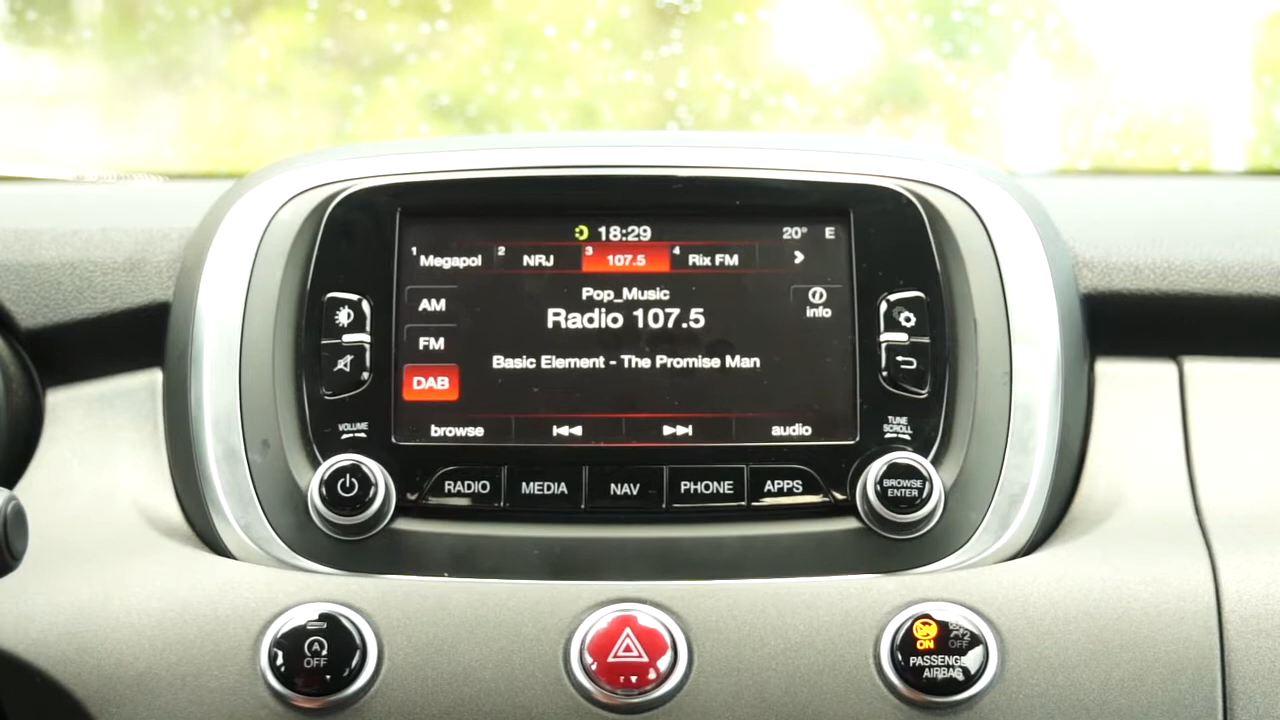 18:29 20° E
1 Megapol 2 NRJ 3 107.5 4 Rix FM
AM
FM
DAB
Pop_Music
Radio 107.5
info
Basic Element - The Promise Man
browse audio
VOLUME
TUNE
SCROLL
RADIO MEDIA NAV PHONE APPS
BROWSE
ENTER
A
OFF
ON OFF
PASSENGER
AIRBAG